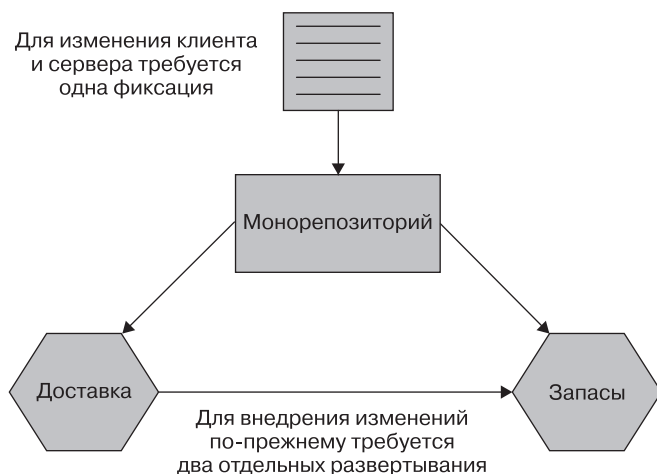 Для изменения клиента
и сервера требуется
одна фиксация
Монорепозиторий
Доставка
Запасы
Для внедрения изменений
по-прежнему требуется
два отдельных развертывания